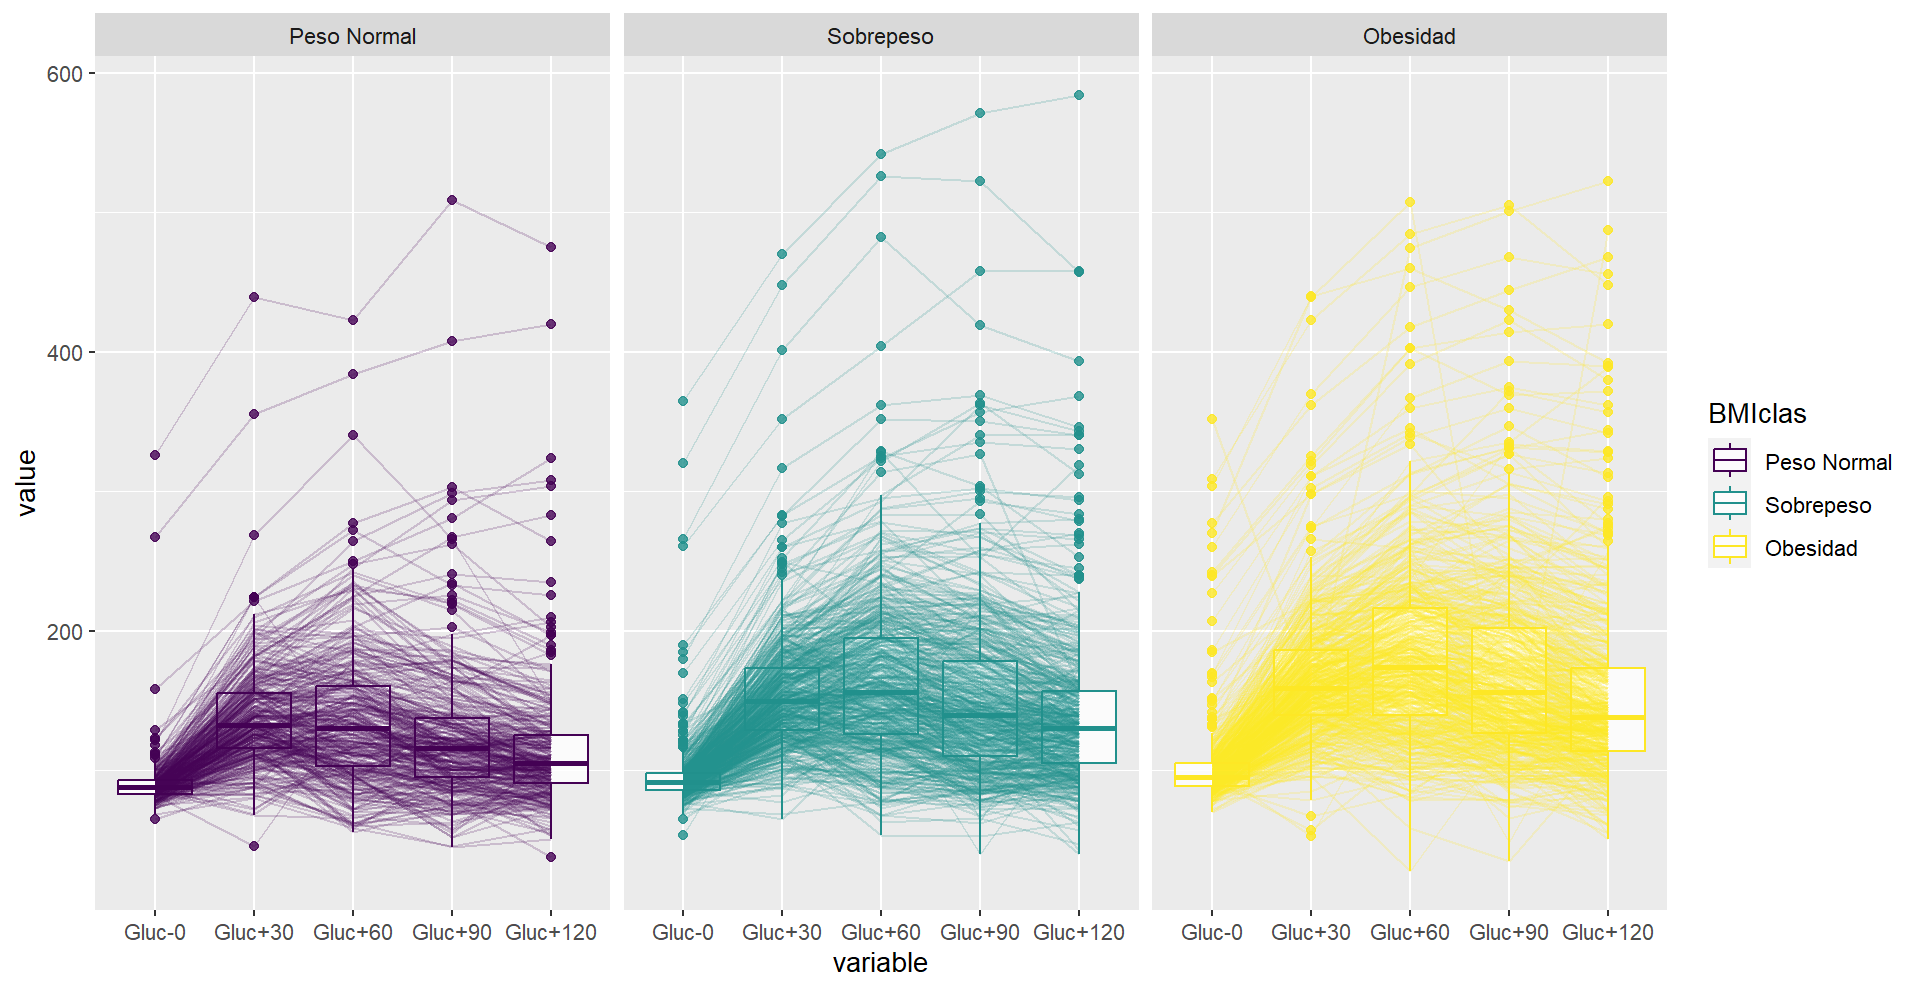 Peso Normal
Sobrepeso
Obesidad
600
400
200
value
Gluc-0 Gluc+30 Gluc+60 Gluc+90 Gluc+120
Gluc-0 Gluc+30 Gluc+60 Gluc+90 Gluc+120
Gluc-0 Gluc+30 Gluc+60 Gluc+90 Gluc+120
variable
BMIclas
Peso Normal
Sobrepeso
Obesidad